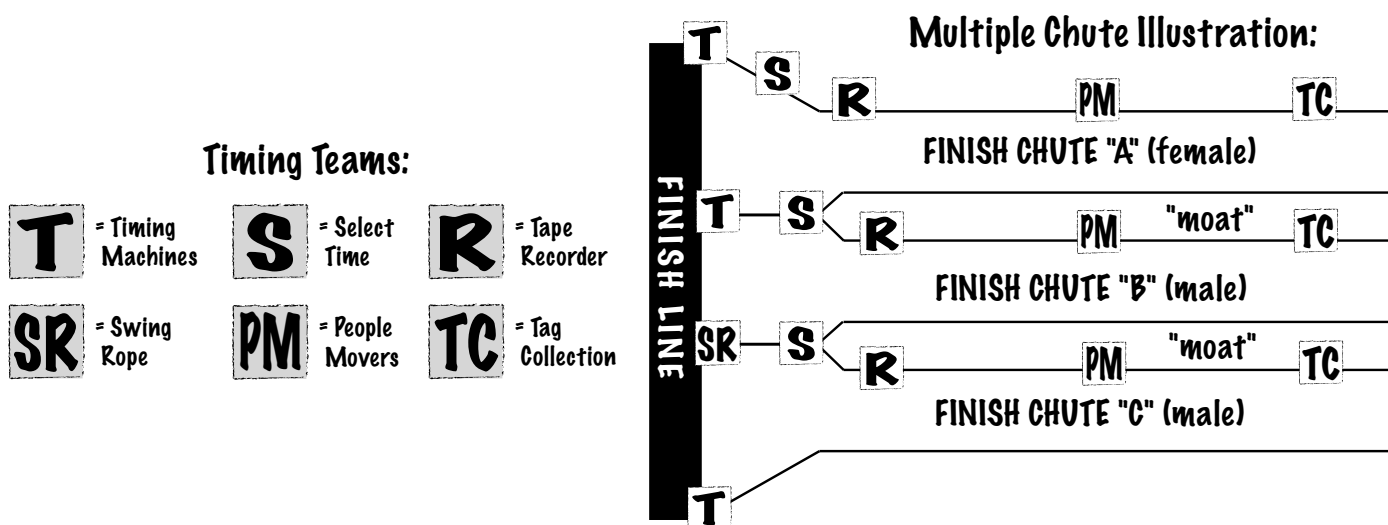 Timing Teams:
T = Timing Machines
S = Select Time
R = Tape Recorder
SR = Swing Rope
PM = People Movers
TC = Tag Collection
Multiple Chute Illustration:
FINISH LINE
T
S
R
PM
TC
FINISH CHUTE "A" (female)
T
S
"moat"
R
PM
TC
FINISH CHUTE "B" (male)
SR
S
"moat"
R
PM
TC
FINISH CHUTE "C" (male)
T